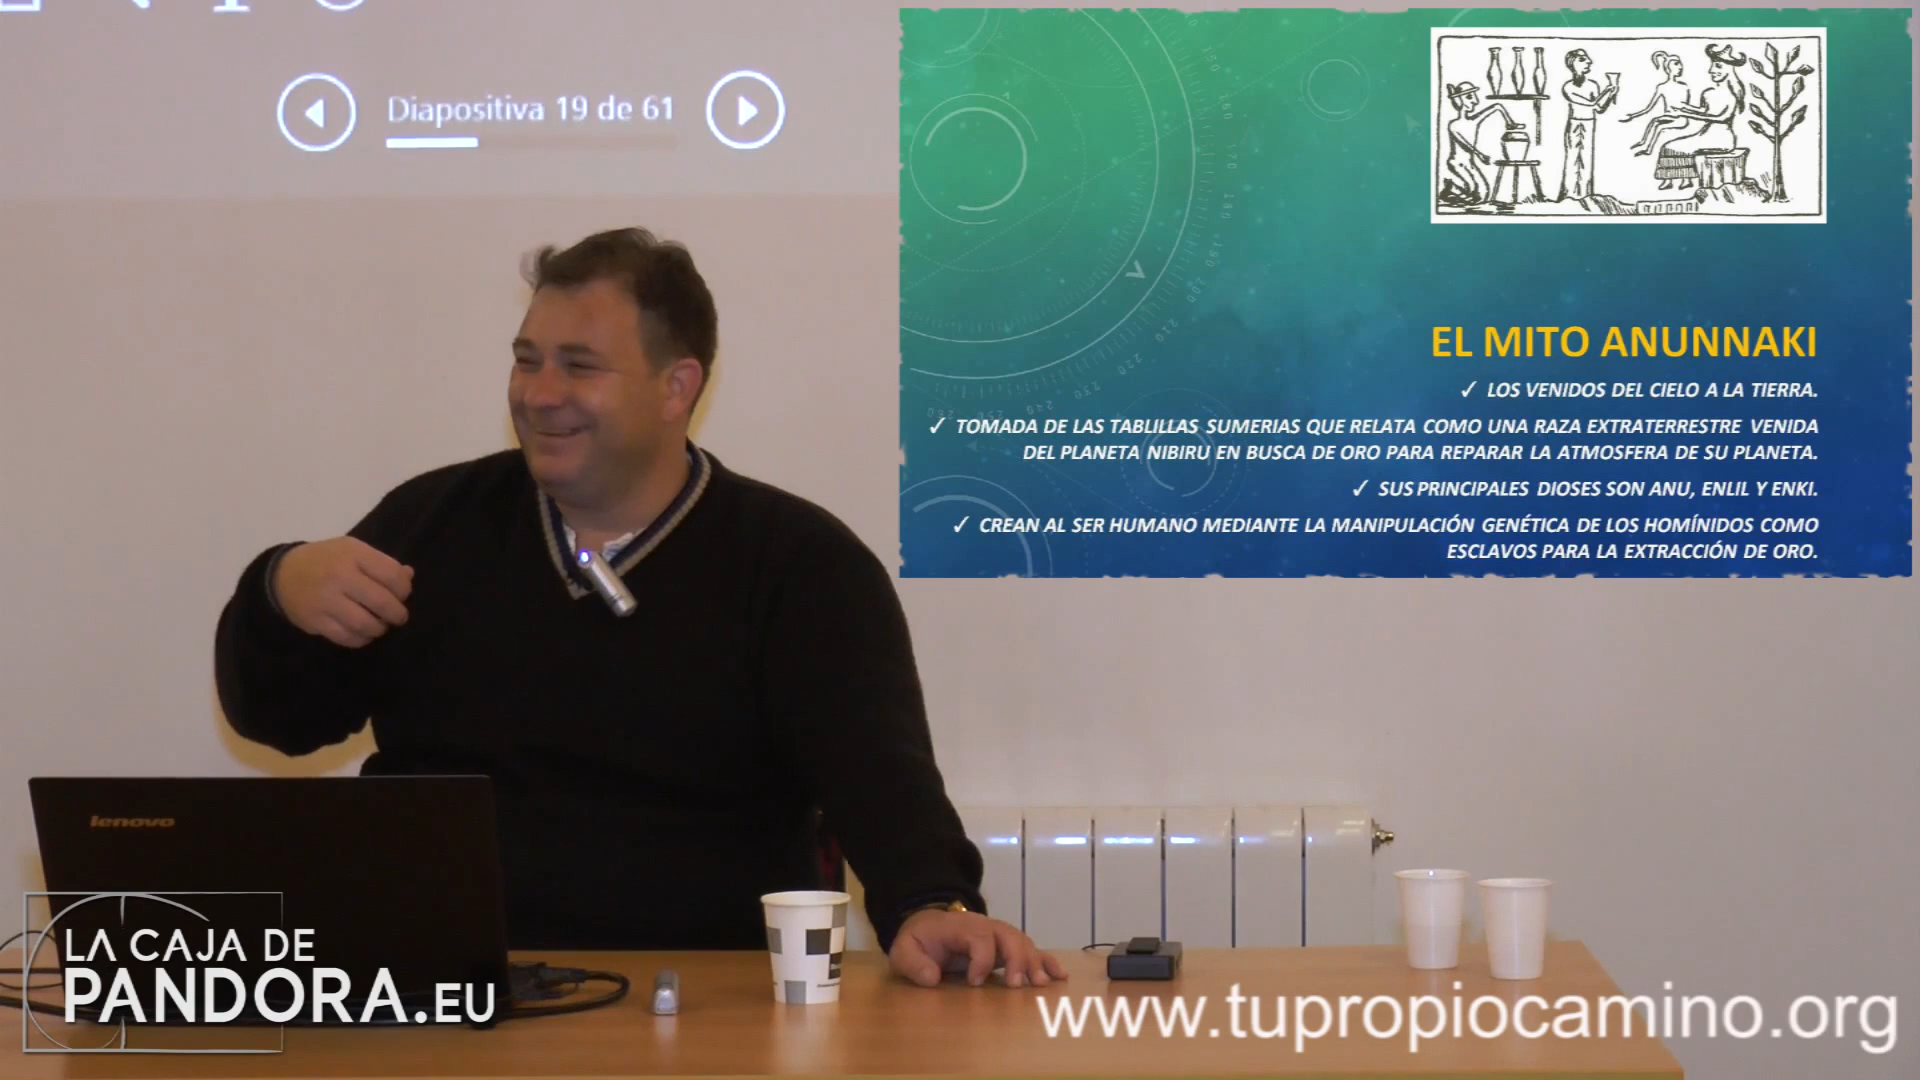 Diapositiva 19 de 61
EL MITO ANUNNAKI
✓ LOS VENIDOS DEL CIELO A LA TIERRA.
✓ TOMADA DE LAS TABLILLAS SUMERIAS QUE RELATA COMO UNA RAZA EXTRATERRESTRE VENIDA
DEL PLANETA NIBIRU EN BUSCA DE ORO PARA REPARAR LA ATMOSFERA DE SU PLANETA.
✓ SUS PRINCIPALES DIOSES SON ANU, ENLIL Y ENKI.
✓ CREAN AL SER HUMANO MEDIANTE LA MANIPULACIÓN GENÉTICA DE LOS HOMÍNIDOS COMO
ESCLAVOS PARA LA EXTRACCIÓN DE ORO.
lenovo
LA CAJA DE
PANDORA.EU
www.tupropiocamino.org